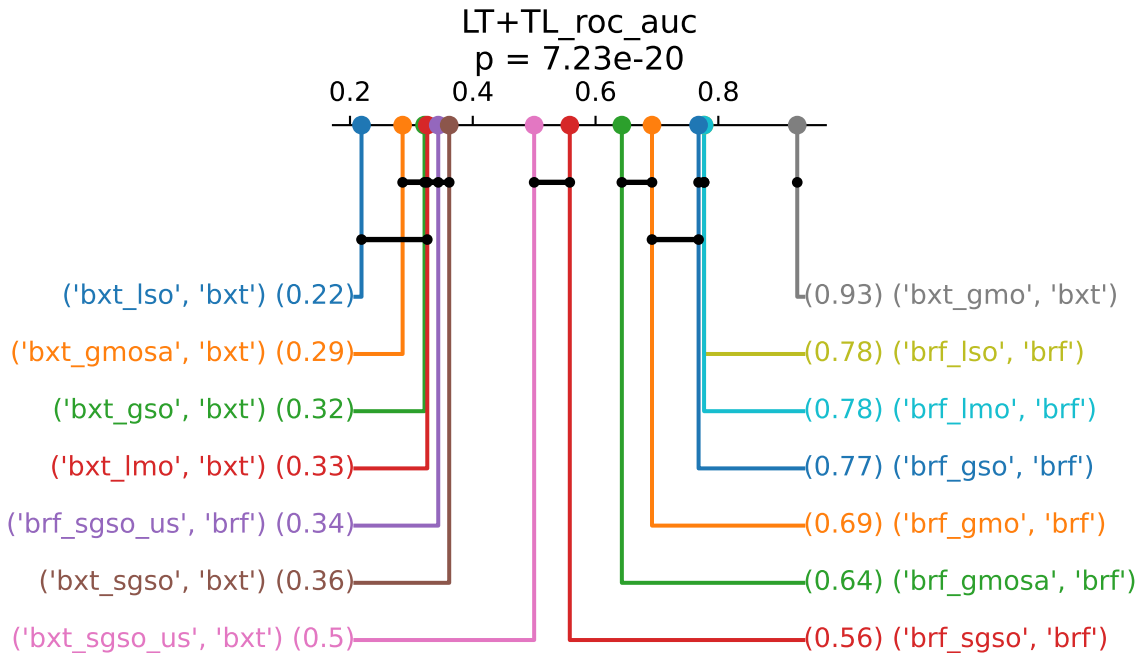 LT+TL_roc_auc
p = 7.23e-20
0.2 0.4 0.6 0.8
('bxt_lso', 'bxt') (0.22) (0.93) ('bxt_gmo', 'bxt')
('bxt_gmosa', 'bxt') (0.29) (0.78) ('brf_lso', 'brf')
('bxt_gso', 'bxt') (0.32) (0.78) ('brf_lmo', 'brf')
('bxt_lmo', 'bxt') (0.33) (0.77) ('brf_gso', 'brf')
('brf_sgso_us', 'brf') (0.34) (0.69) ('brf_gmo', 'brf')
('bxt_sgso', 'bxt') (0.36) (0.64) ('brf_gmosa', 'brf')
('bxt_sgso_us', 'bxt') (0.5) (0.56) ('brf_sgso', 'brf')